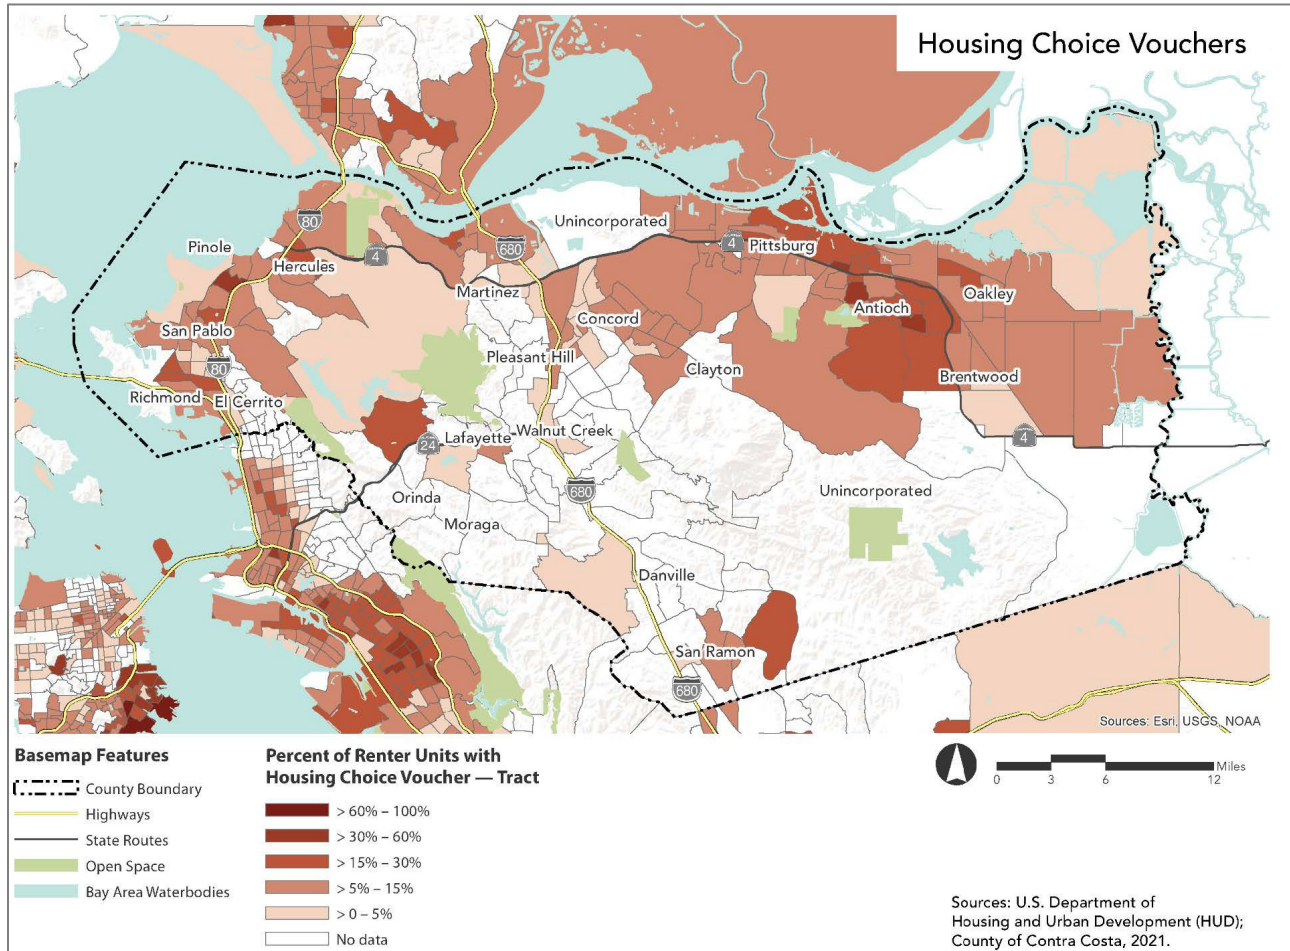 Housing Choice Vouchers
Unincorporated
80
680
4
Pittsburg
Pinole
Hercules
4
Martinez
Oakley
Antioch
Concord
San Pablo
Pleasant Hill
80
Clayton
Brentwood
Richmond
El Cerrito
Walnut Creek
Lafayette
24
4
Orinda
680
Unincorporated
Moraga
Danville
San Ramon
680
Sources: Esri, USGS, NOAA
Basemap Features
County Boundary
Highways
State Routes
Open Space
Bay Area Waterbodies
Percent of Renter Units with
Housing Choice Voucher — Tract
> 60% – 100%
> 30% – 60%
> 15% – 30%
> 5% – 15%
> 0 – 5%
No data
Miles
0 3 6 12
Sources: U.S. Department of
Housing and Urban Development (HUD);
County of Contra Costa, 2021.